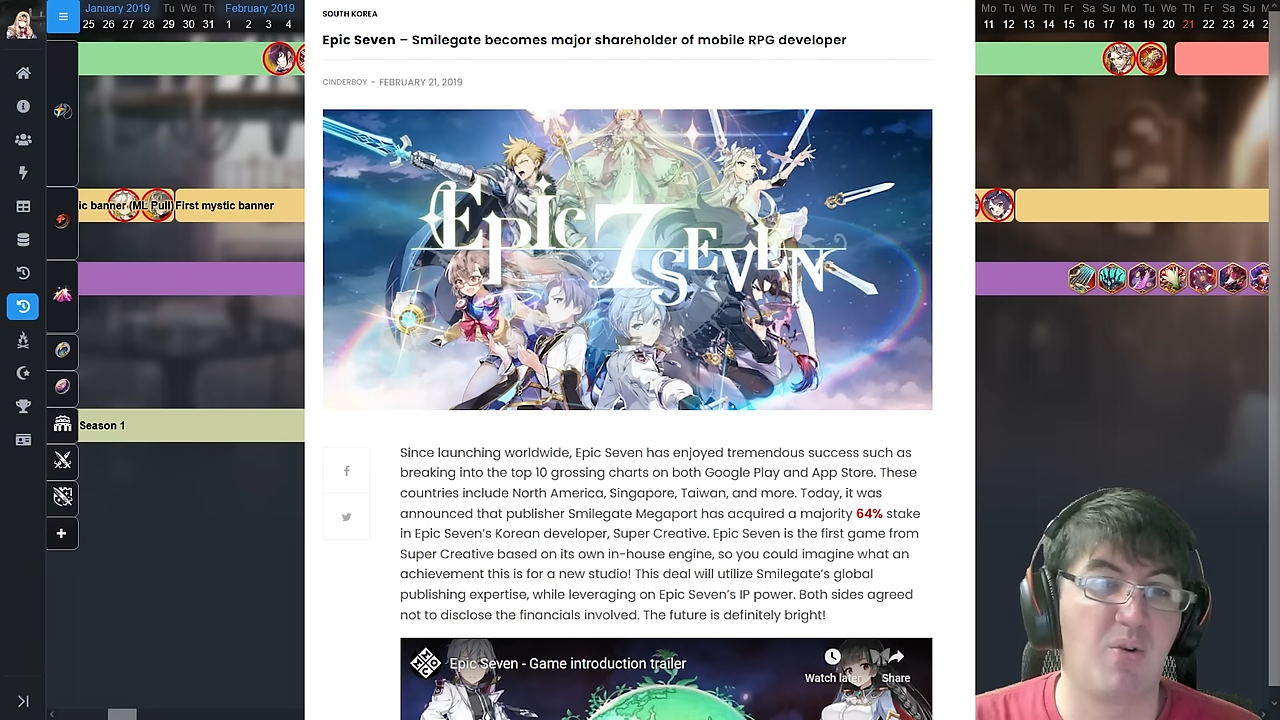 January 2019
Tu We Th February 2019
25 26 27 28 29 30 31 1 2 3 4
Mo Tu We Th Fr Sa Su Mo Tu We Th Fr Sa Su M
11 12 13 14 15 16 17 18 19 20 21 22 23 24 2
SOUTH KOREA
Epic Seven – Smilegate becomes major shareholder of mobile RPG developer
CINDERBOY - FEBRUARY 21, 2019
EPIC 7 SEVEN
ic banner (ML Pull)
First mystic banner
Season 1
Since launching worldwide, Epic Seven has enjoyed tremendous success such as
breaking into the top 10 grossing charts on both Google Play and App Store. These
countries include North America, Singapore, Taiwan, and more. Today, it was
announced that publisher Smilegate Megaport has acquired a majority 64% stake
in Epic Seven's Korean developer, Super Creative. Epic Seven is the first game from
Super Creative based on its own in-house engine, so you could imagine what an
achievement this is for a new studio! This deal will utilize Smilegate's global
publishing expertise, while leveraging on Epic Seven's IP power. Both sides agreed
not to disclose the financials involved. The future is definitely bright!
Epic Seven - Game introduction trailer
Watch later
Share